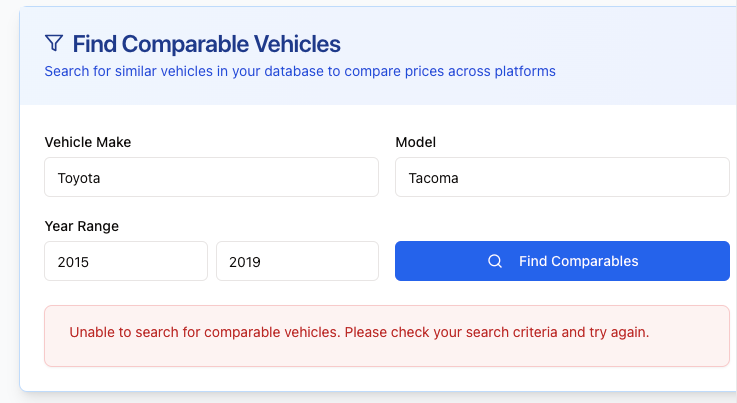 Find Comparable Vehicles
Search for similar vehicles in your database to compare prices across platforms
Vehicle Make
Model
Toyota
Tacoma
Year Range
2015
2019
Find Comparables
Unable to search for comparable vehicles. Please check your search criteria and try again.